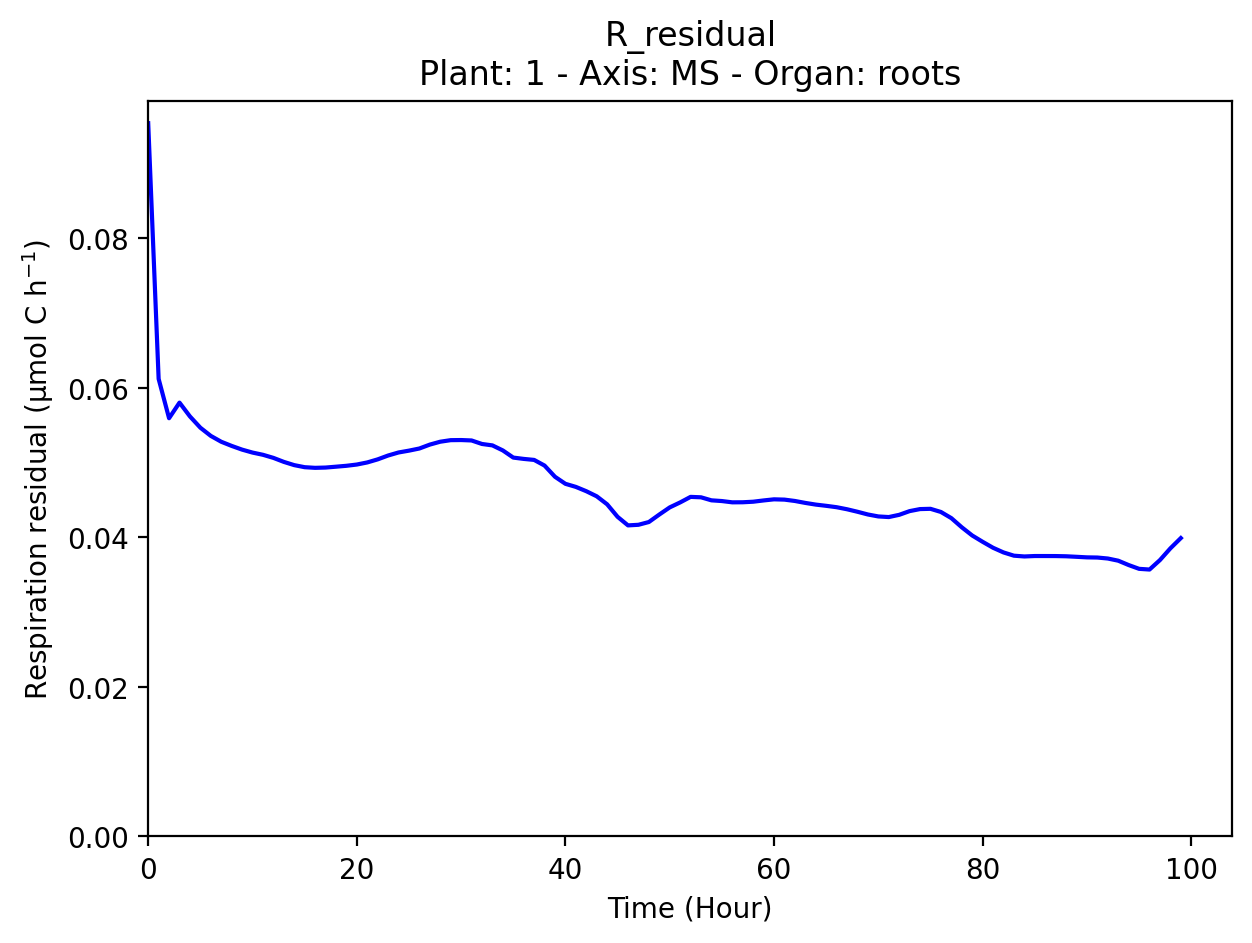 R_residual
Plant: 1 - Axis: MS - Organ: roots
Respiration residual (µmol C h⁻¹)
0.08
0.06
0.04
0.02
0.00
0 20 40 60 80 100
Time (Hour)